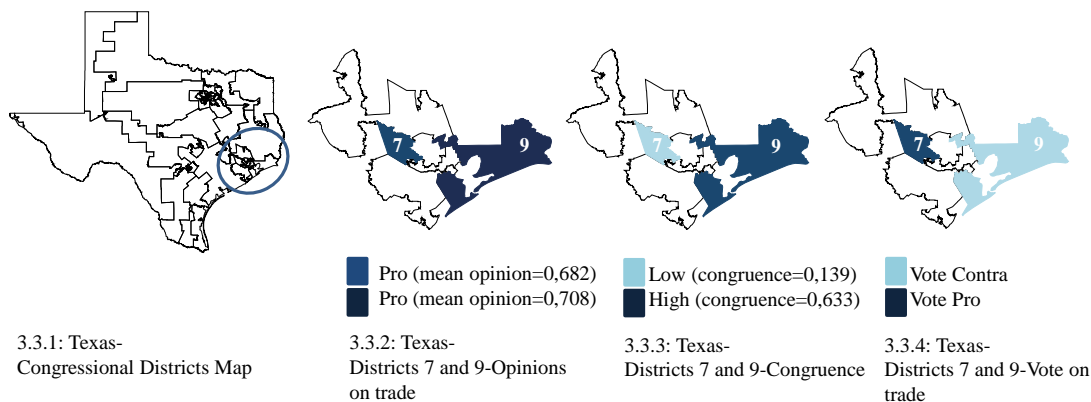 7
9
7
9
7
9
Pro (mean opinion=0,682)
Pro (mean opinion=0,708)
Low (congruence=0,139)
High (congruence=0,633)
Vote Contra
Vote Pro
3.3.1: Texas-
Congressional Districts Map
3.3.2: Texas-
Districts 7 and 9-Opinions
on trade
3.3.3: Texas-
Districts 7 and 9-Congruence
3.3.4: Texas-
Districts 7 and 9-Vote on
trade